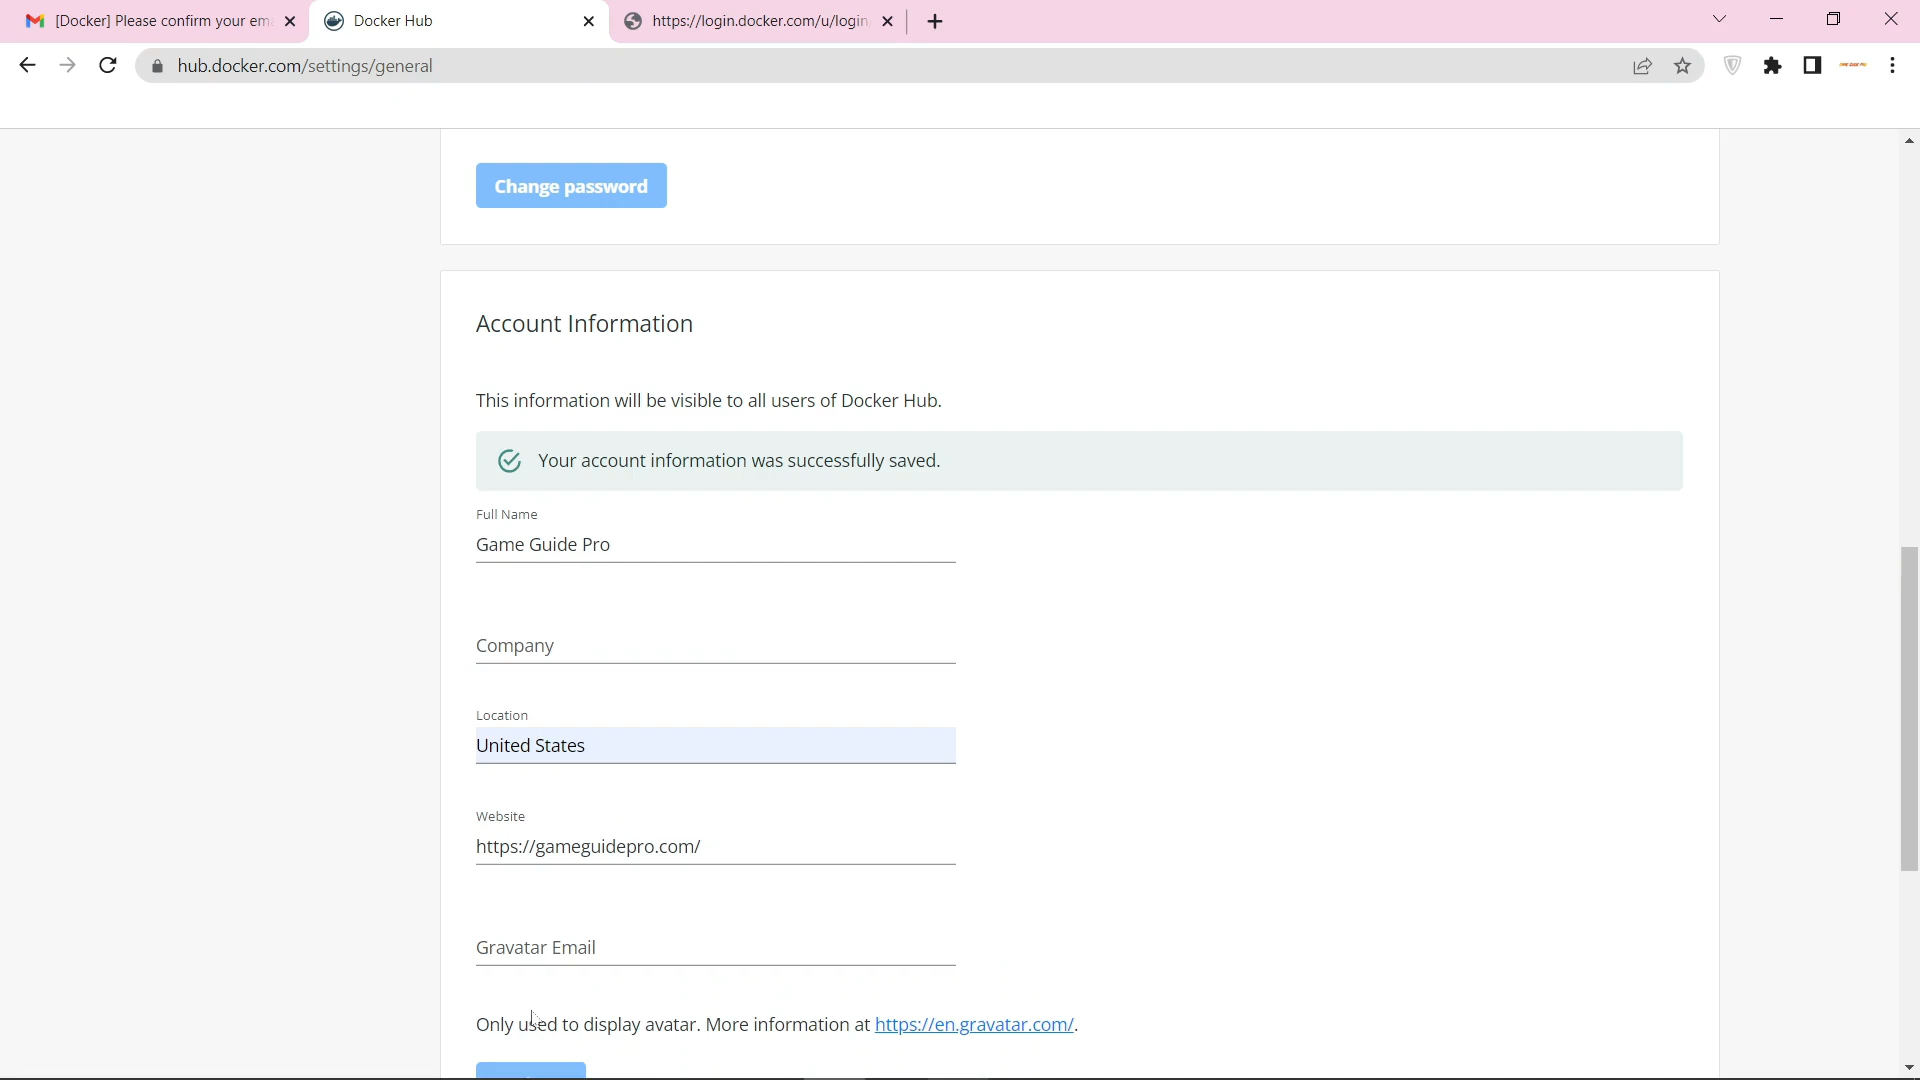 [Docker] Please confirm your ema
Docker Hub
https://login.docker.com/u/login
hub.docker.com/settings/general
Change password
Account Information
This information will be visible to all users of Docker Hub.
Your account information was successfully saved.
Full Name
Game Guide Pro
Company
Location
United States
Website
https://gameguidepro.com/
Gravatar Email
Only used to display avatar. More information at https://en.gravatar.com/.